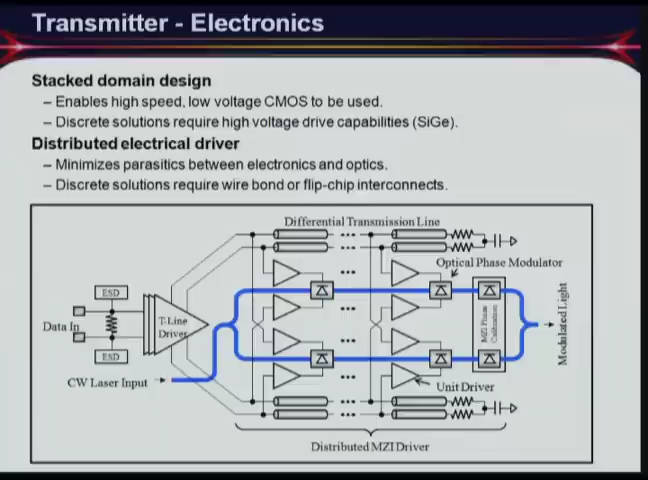 Transmitter - Electronics
Stacked domain design
– Enables high speed, low voltage CMOS to be used.
– Discrete solutions require high voltage drive capabilities (SiGe).
Distributed electrical driver
– Minimizes parasitics between electronics and optics.
– Discrete solutions require wire bond or flip-chip interconnects.
Differential Transmission Line
Optical Phase Modulator
ESD
Data In
T-Line
Driver
ESD
CW Laser Input
MZI Phase
Calibration
Modulated Light
Unit Driver
Distributed MZI Driver